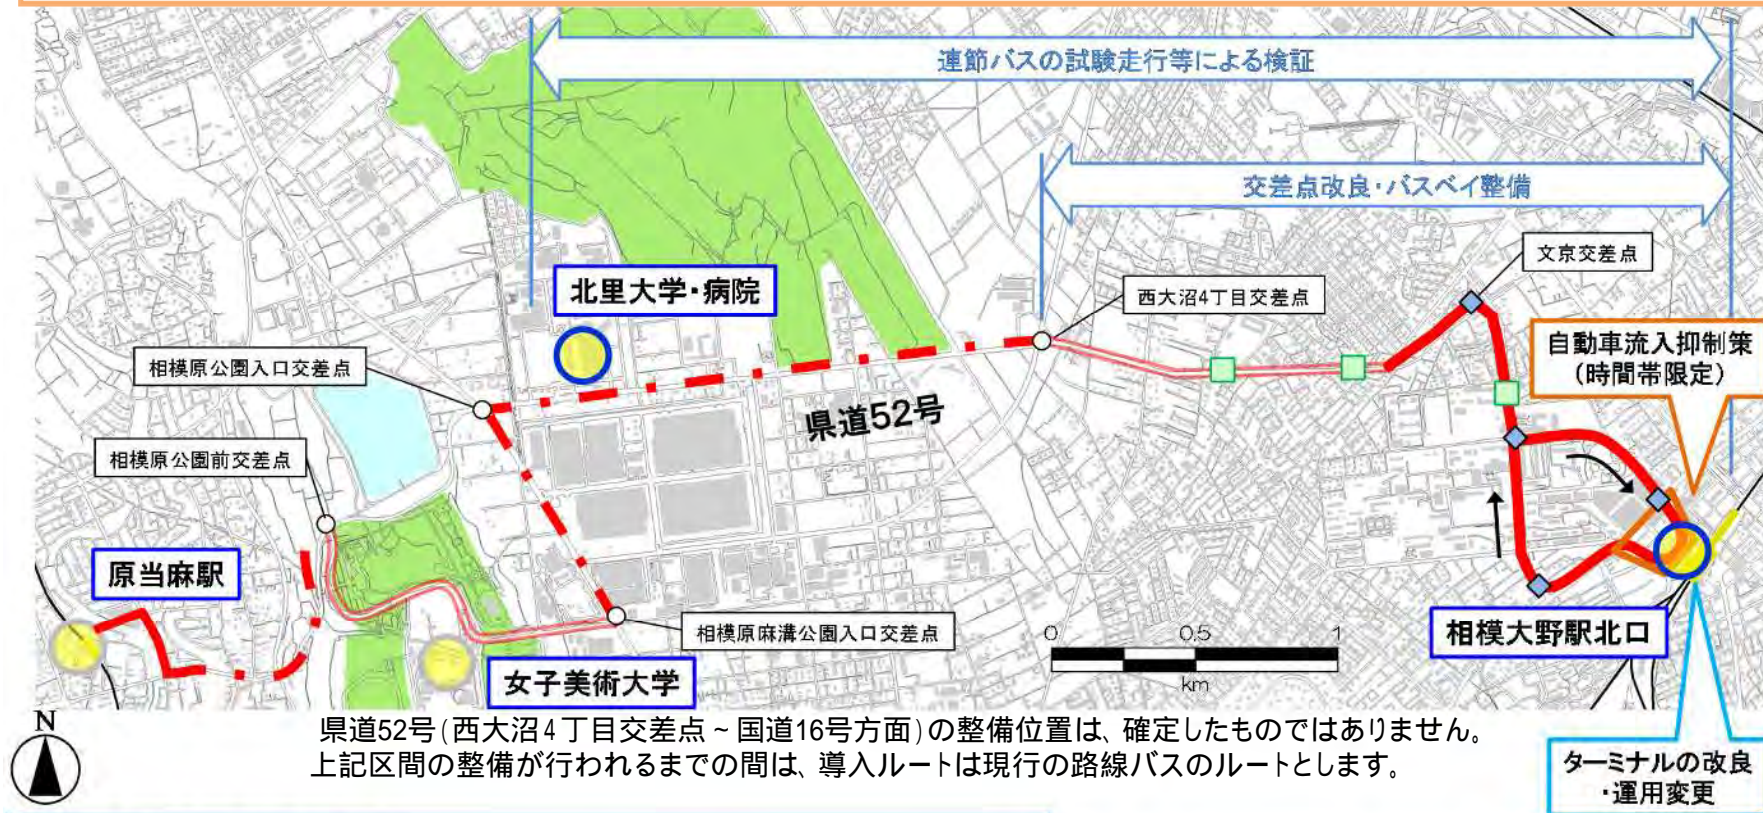 連節バスの試験走行等による検証
交差点改良・バスベイ整備
文京交差点
北里大学・病院
西大沼4丁目交差点
自動車流入抑制策
(時間帯限定)
相模原公園入口交差点
県道52号
相模原公園前交差点
原当麻駅
相模原麻溝公園入口交差点
0 0.5 1
km
相模大野駅北口
女子美術大学
N
県道52号(西大沼4丁目交差点~国道16号方面)の整備位置は、確定したものではありません。
上記区間の整備が行われるまでの間は、導入ルートは現行の路線バスのルートとします。
ターミナルの改良
・運用変更